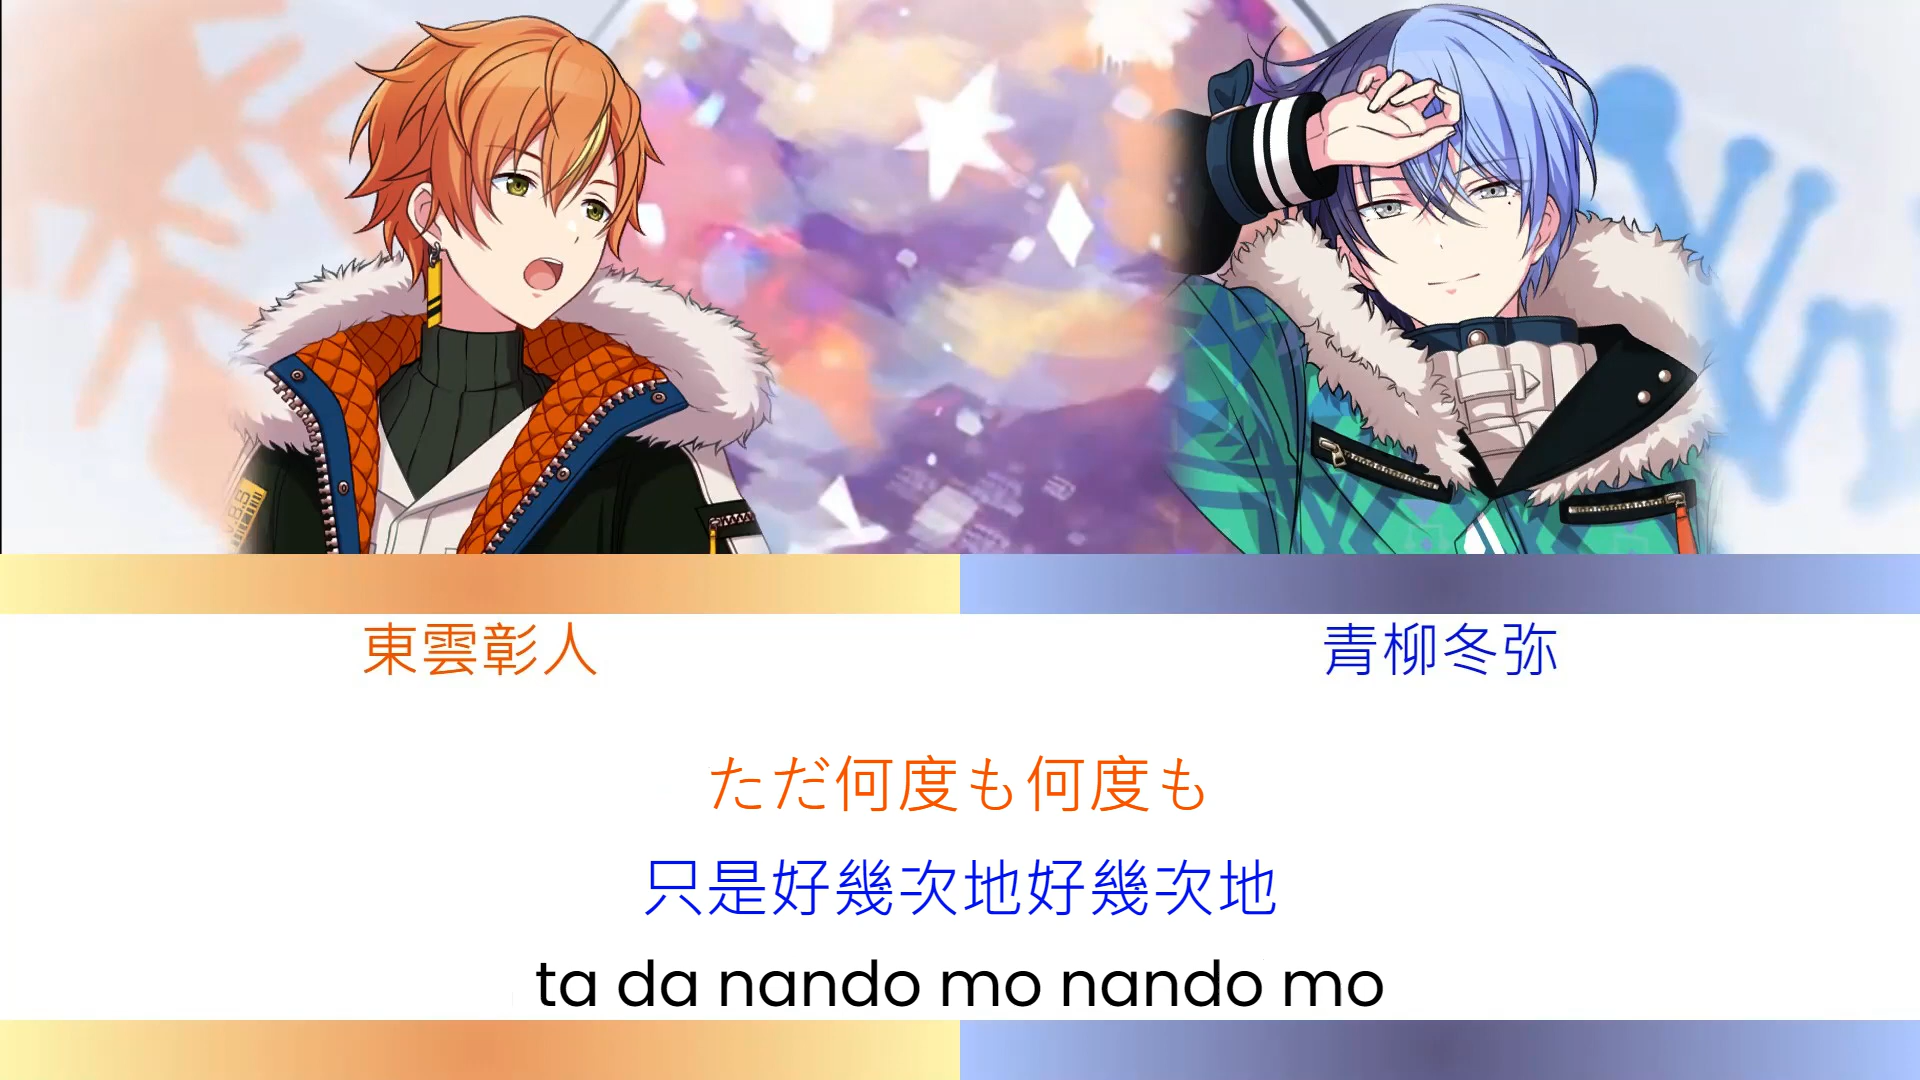 東雲彰人
青柳冬弥
ただ何度も何度も
只是好幾次地好幾次地
ta da nando mo nando mo